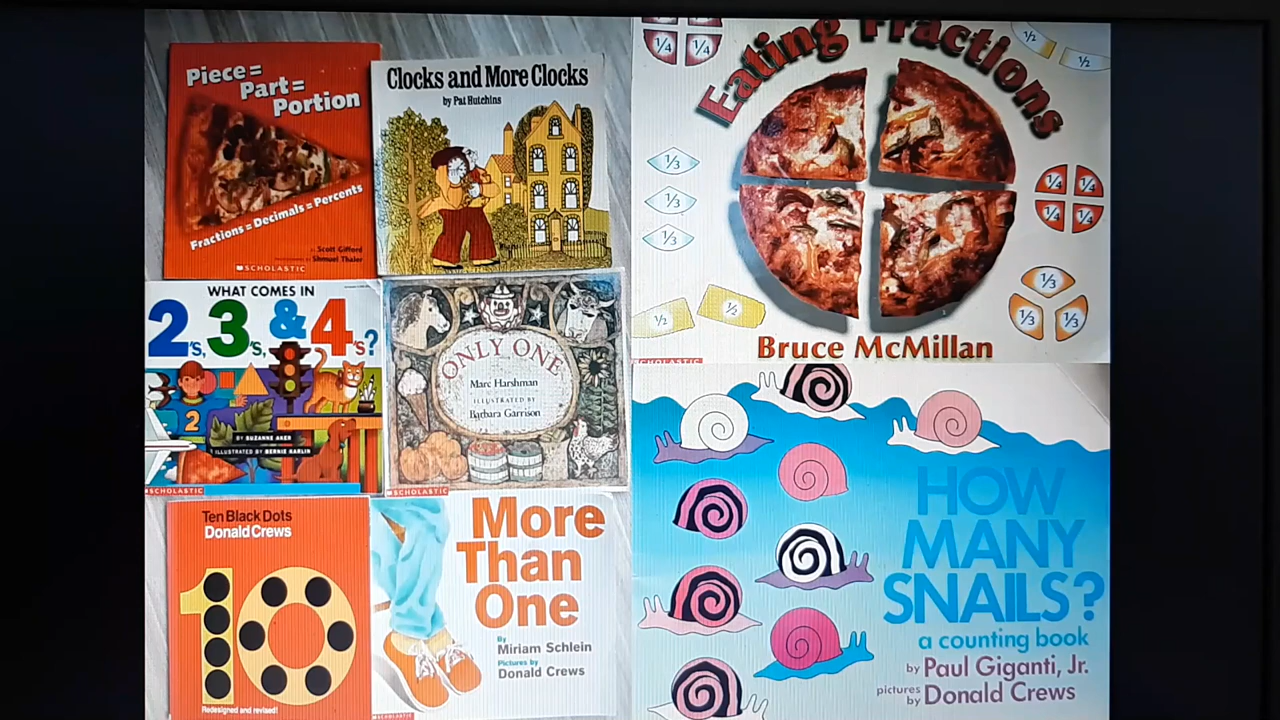 Piece=
Part=
Portion
Fractions = Decimals = Percents
by Scott Gifford
Shmuel Thaler
SCHOLASTIC
Clocks and More Clocks
by Pat Hutchins
WHAT COMES IN
2's, 3's, & 4's?
2
BY SUZANNE AKER
ILLUSTRATED BY BERNIE KARLIN
SCHOLASTIC
ONLY ONE
Marc Harshman
ILLUSTRATED BY
Barbara Garrison
SCHOLASTIC
Ten Black Dots
Donald Crews
10
Redesigned and revised!
More
Than
One
By
Miriam Schlein
Pictures by
Donald Crews
SCHOLASTIC
Eating Fractions
1/4 1/4
1/2
1/2
1/3
1/3
1/3
1/4 1/4
1/4 1/4
1/3
1/3 1/3
1/2
1/2
Bruce McMillan
SCHOLASTIC
HOW
MANY
SNAILS?
a counting book
by Paul Giganti, Jr.
pictures by Donald Crews